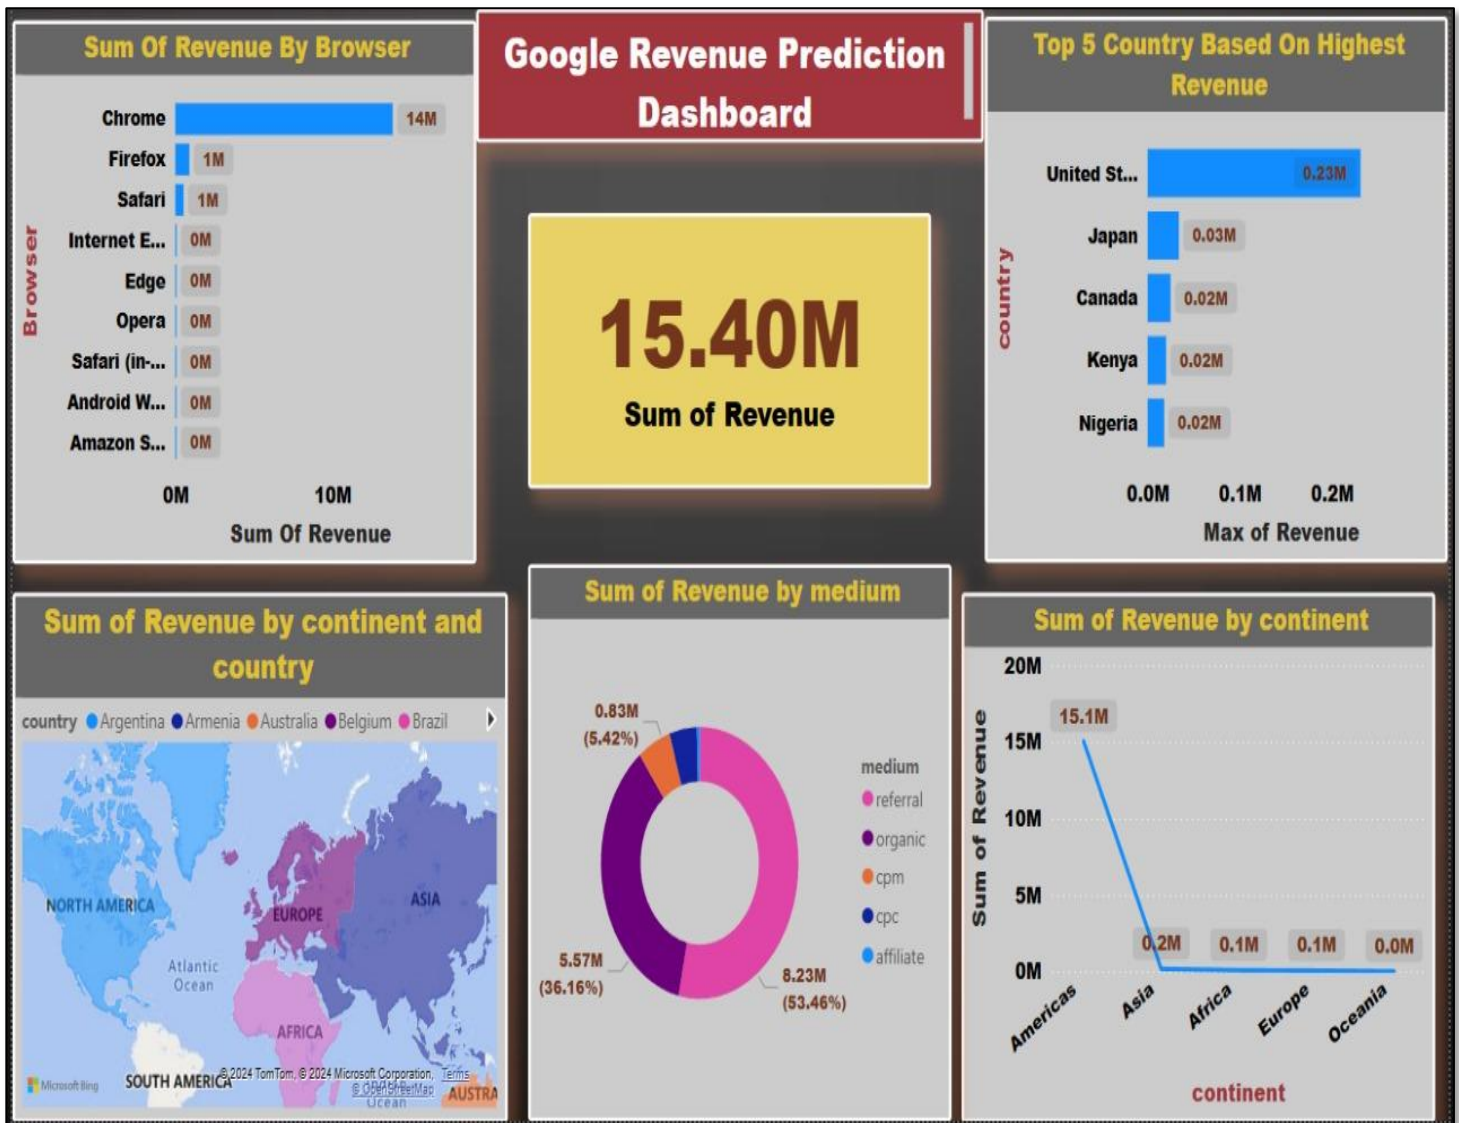 Sum Of Revenue By Browser
Browser
Chrome
14M
Firefox
1M
Safari
1M
Internet E...
0M
Edge
0M
Opera
0M
Safari (in-...
0M
Android W...
0M
Amazon S...
0M
0M
10M
Sum Of Revenue
Google Revenue Prediction
Dashboard
15.40M
Sum of Revenue
Top 5 Country Based On Highest
Revenue
country
United St...
0.23M
Japan
0.03M
Canada
0.02M
Kenya
0.02M
Nigeria
0.02M
0.0M
0.1M
0.2M
Max of Revenue
Sum of Revenue by continent and
country
country Argentina Armenia Australia Belgium Brazil
NORTH AMERICA
EUROPE
ASIA
Atlantic
Ocean
AFRICA
SOUTH AMERICA
Microsoft Bing
© 2024 TomTom, © 2024 Microsoft Corporation, Terms
© OpenStreetMap
Ocean
AUSTRA
Sum of Revenue by medium
0.83M
(5.42%)
5.57M
(36.16%)
8.23M
(53.46%)
medium
referral
organic
cpm
cpc
affiliate
Sum of Revenue by continent
Sum of Revenue
20M
15M
10M
5M
0M
15.1M
0.2M
0.1M
0.1M
0.0M
Americas
Asia
Africa
Europe
Oceania
continent